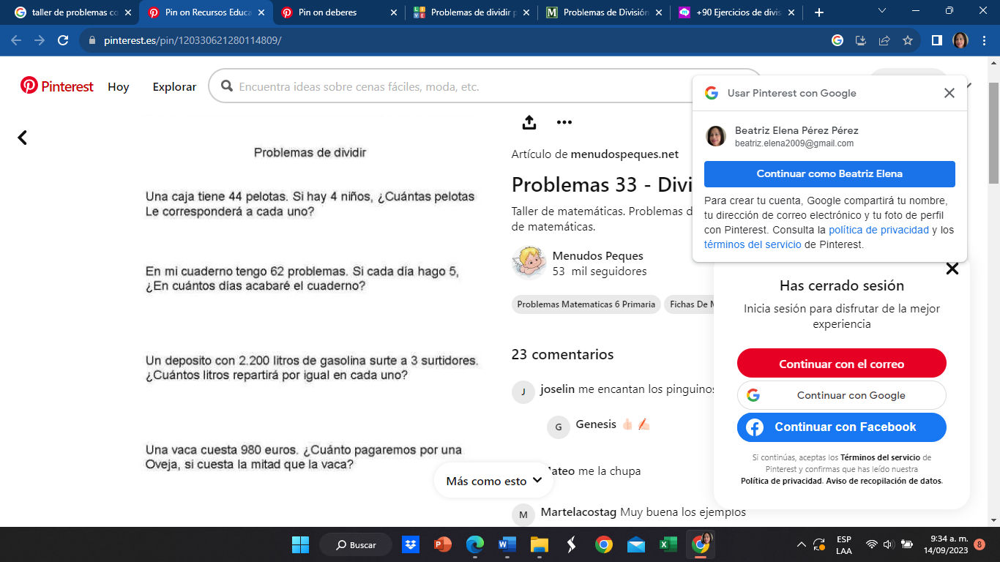 taller de problemas co
Pin on Recursos Educa
Pin on deberes
Problemas de dividir p
Problemas de División
+90 Ejercicios de divis
pinterest.es/pin/120330621280114809/
Pinterest
Hoy
Explorar
Encuentra ideas sobre cenas fáciles, moda, etc.
Problemas de dividir
Una caja tiene 44 pelotas. Si hay 4 niños, ¿Cuántas pelotas
Le corresponderá a cada uno?
En mi cuaderno tengo 62 problemas. Si cada día hago 5,
¿En cuántos días acabaré el cuaderno?
Un deposito con 2.200 litros de gasolina surte a 3 surtidores.
¿Cuántos litros repartirá por igual en cada uno?
Una vaca cuesta 980 euros. ¿Cuánto pagaremos por una
Oveja, si cuesta la mitad que la vaca?
Más como esto
Artículo de menudospeques.net
Problemas 33 - Divi
Taller de matemáticas. Problemas d
de matemáticas.
Menudos Peques
53 mil seguidores
Problemas Matematicas 6 Primaria
Fichas De M
23 comentarios
J
joselin me encantan los pinguinos
G
Genesis 👍🏻 ✍🏻
ateo me la chupa
M
Martelacostag Muy buena los ejemplos
Usar Pinterest con Google
Beatriz Elena Pérez Pérez
beatriz.elena2009@gmail.com
Continuar como Beatriz Elena
Para crear tu cuenta, Google compartirá tu nombre,
tu dirección de correo electrónico y tu foto de perfil
con Pinterest. Consulta la política de privacidad y los
términos del servicio de Pinterest.
Has cerrado sesión
Inicia sesión para disfrutar de la mejor
experiencia
Continuar con el correo
Continuar con Google
Continuar con Facebook
Si continúas, aceptas los Términos del servicio de
Pinterest y confirmas que has leído nuestra
Política de privacidad. Aviso de recopilación de datos.
Buscar
ESP
LAA
9:34 a. m.
14/09/2023
8